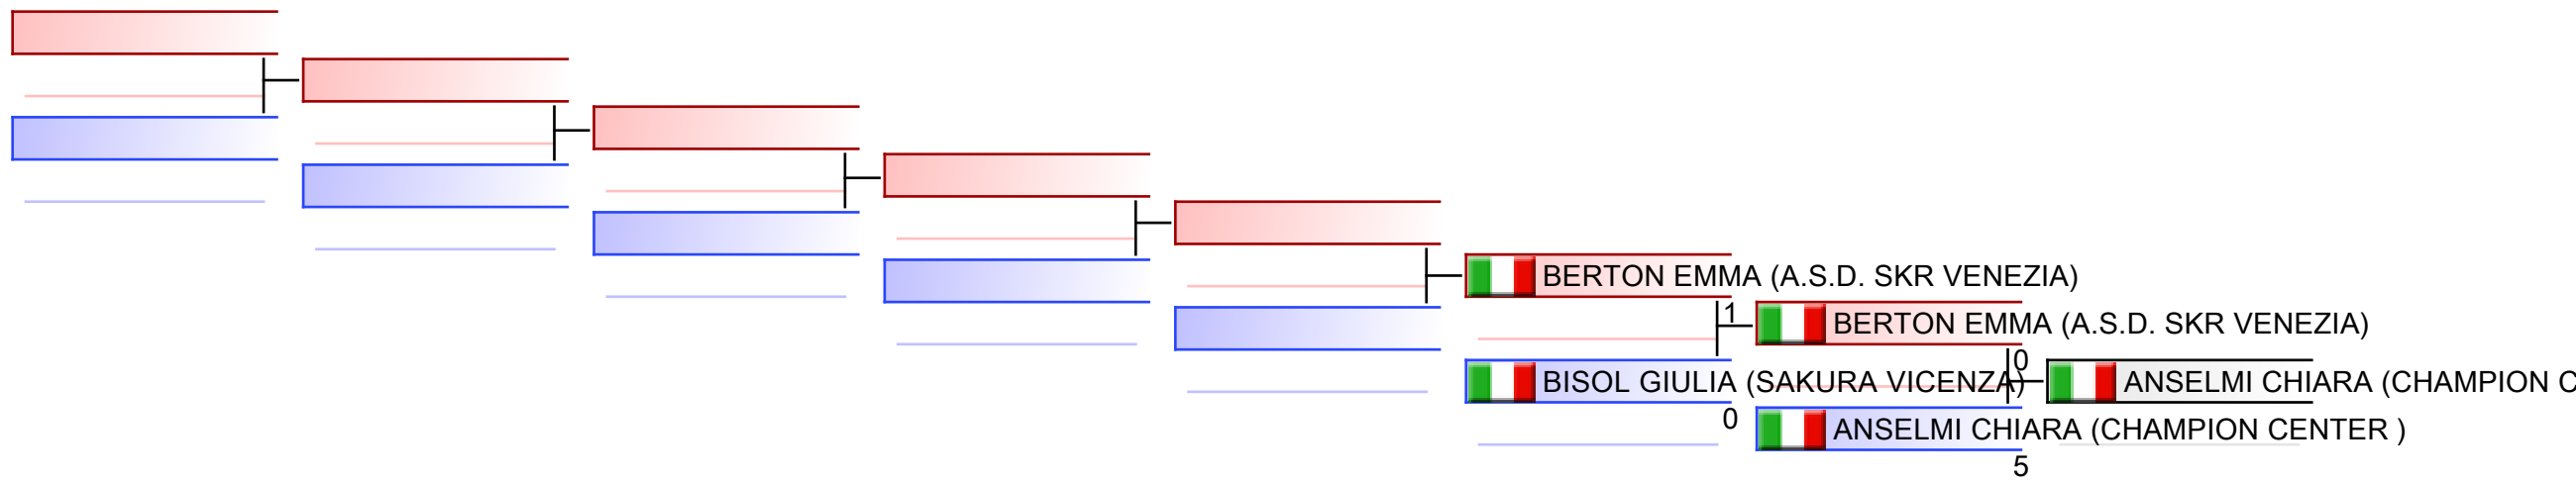 BERTON EMMA (A.S.D. SKR VENEZIA)
1
BERTON EMMA (A.S.D. SKR VENEZIA)
BISOL GIULIA (SAKURA VICENZA)
0
0
ANSELMI CHIARA (CHAMPION C
ANSELMI CHIARA (CHAMPION CENTER )
5